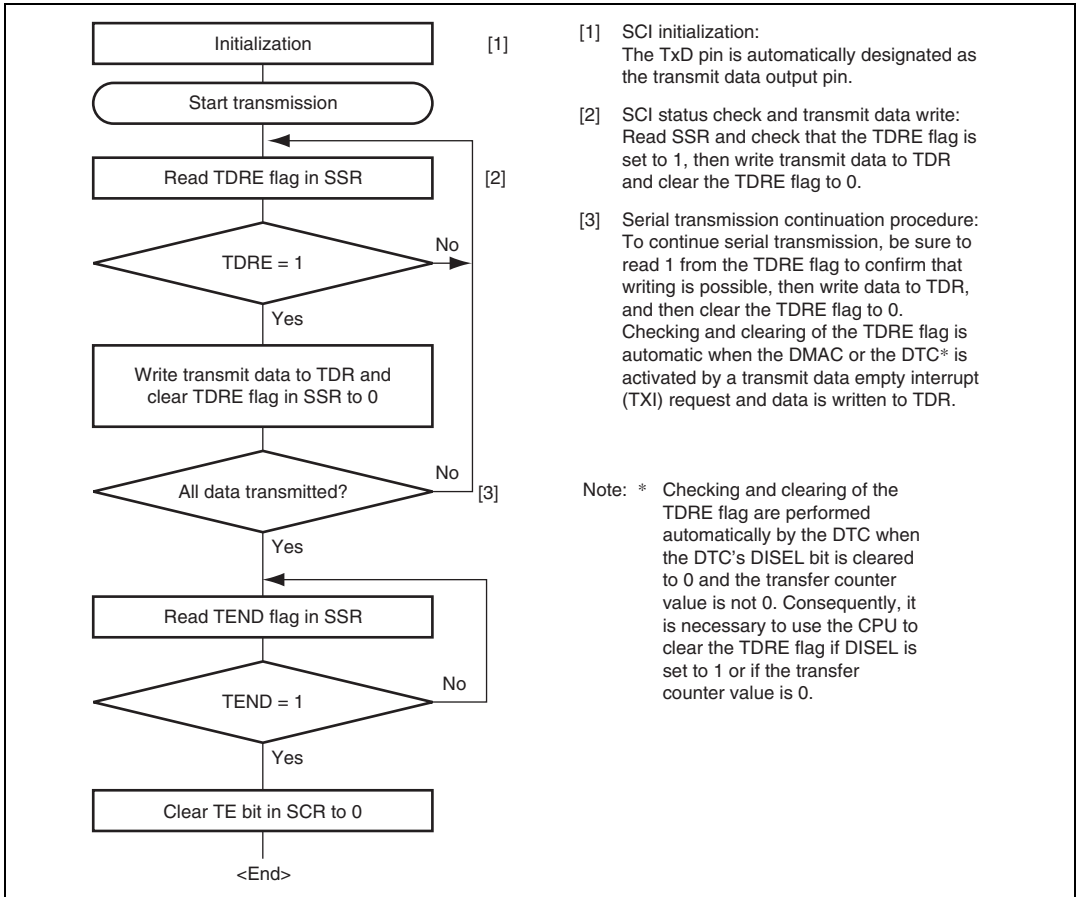 Initialization
[1]
Start transmission
Read TDRE flag in SSR
[2]
TDRE = 1
No
Yes
Write transmit data to TDR and
clear TDRE flag in SSR to 0
All data transmitted?
No
[3]
Yes
Read TEND flag in SSR
TEND = 1
No
Yes
Clear TE bit in SCR to 0
<End>
[1] SCI initialization:
The TxD pin is automatically designated as
the transmit data output pin.
[2] SCI status check and transmit data write:
Read SSR and check that the TDRE flag is
set to 1, then write transmit data to TDR
and clear the TDRE flag to 0.
[3] Serial transmission continuation procedure:
To continue serial transmission, be sure to
read 1 from the TDRE flag to confirm that
writing is possible, then write data to TDR,
and then clear the TDRE flag to 0.
Checking and clearing of the TDRE flag is
automatic when the DMAC or the DTC* is
activated by a transmit data empty interrupt
(TXI) request and data is written to TDR.
Note: * Checking and clearing of the
TDRE flag are performed
automatically by the DTC when
the DTC's DISEL bit is cleared
to 0 and the transfer counter
value is not 0. Consequently, it
is necessary to use the CPU to
clear the TDRE flag if DISEL is
set to 1 or if the transfer
counter value is 0.